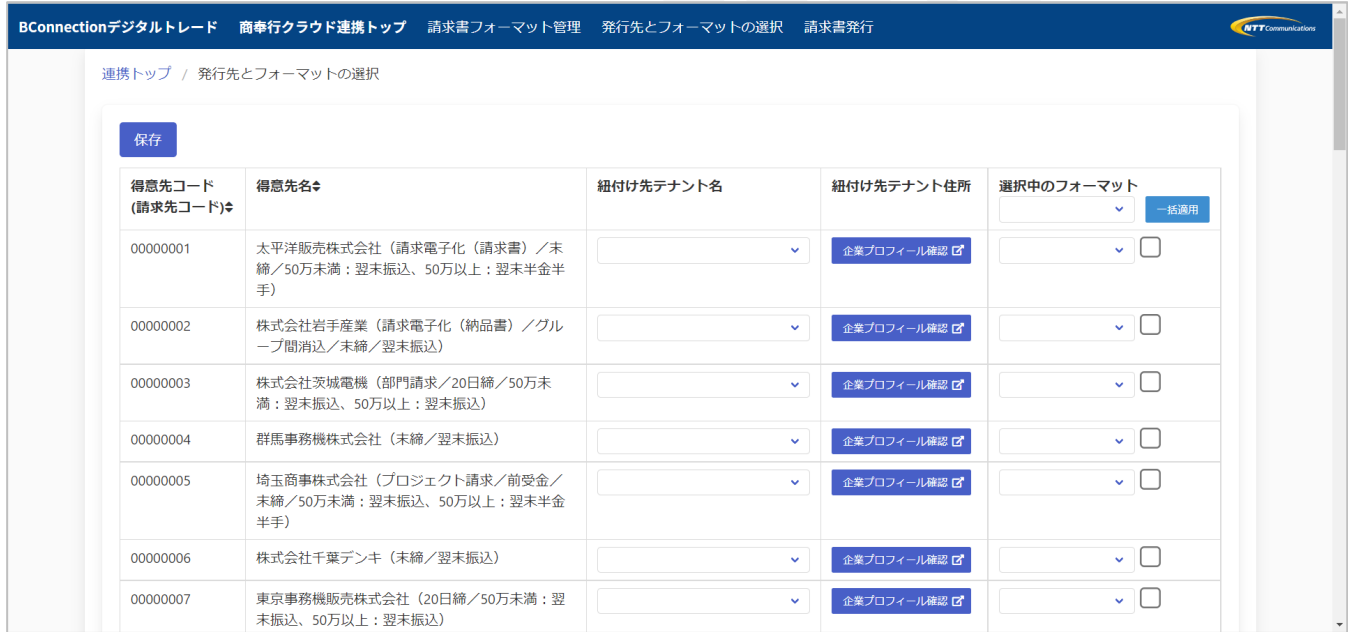 BConnectionデジタルトレード 商奉行クラウド連携トップ 請求書フォーマット管理 発行先とフォーマットの選択 請求書発行 NTT Communications
連携トップ / 発行先とフォーマットの選択
保存
得意先コード
(請求先コード)
得意先名
紐付け先テナント名
紐付け先テナント住所
選択中のフォーマット
一括適用
00000001
太平洋販売株式会社（請求電子化（請求書）／末
締／50万未満：翌末振込、50万以上：翌末半金半
手）
企業プロフィール確認
00000002
株式会社岩手産業（請求電子化（納品書）／グル
ープ間消込／末締／翌末振込）
企業プロフィール確認
00000003
株式会社茨城電機（部門請求／20日締／50万未
満：翌末振込、50万以上：翌末振込）
企業プロフィール確認
00000004
群馬事務機株式会社（末締／翌末振込）
企業プロフィール確認
00000005
埼玉商事株式会社（プロジェクト請求／前受金／
末締／50万未満：翌末振込、50万以上：翌末半金
半手）
企業プロフィール確認
00000006
株式会社千葉デンキ（末締／翌末振込）
企業プロフィール確認
00000007
東京事務機販売株式会社（20日締／50万未満：翌
末振込、50万以上：翌末振込）
企業プロフィール確認